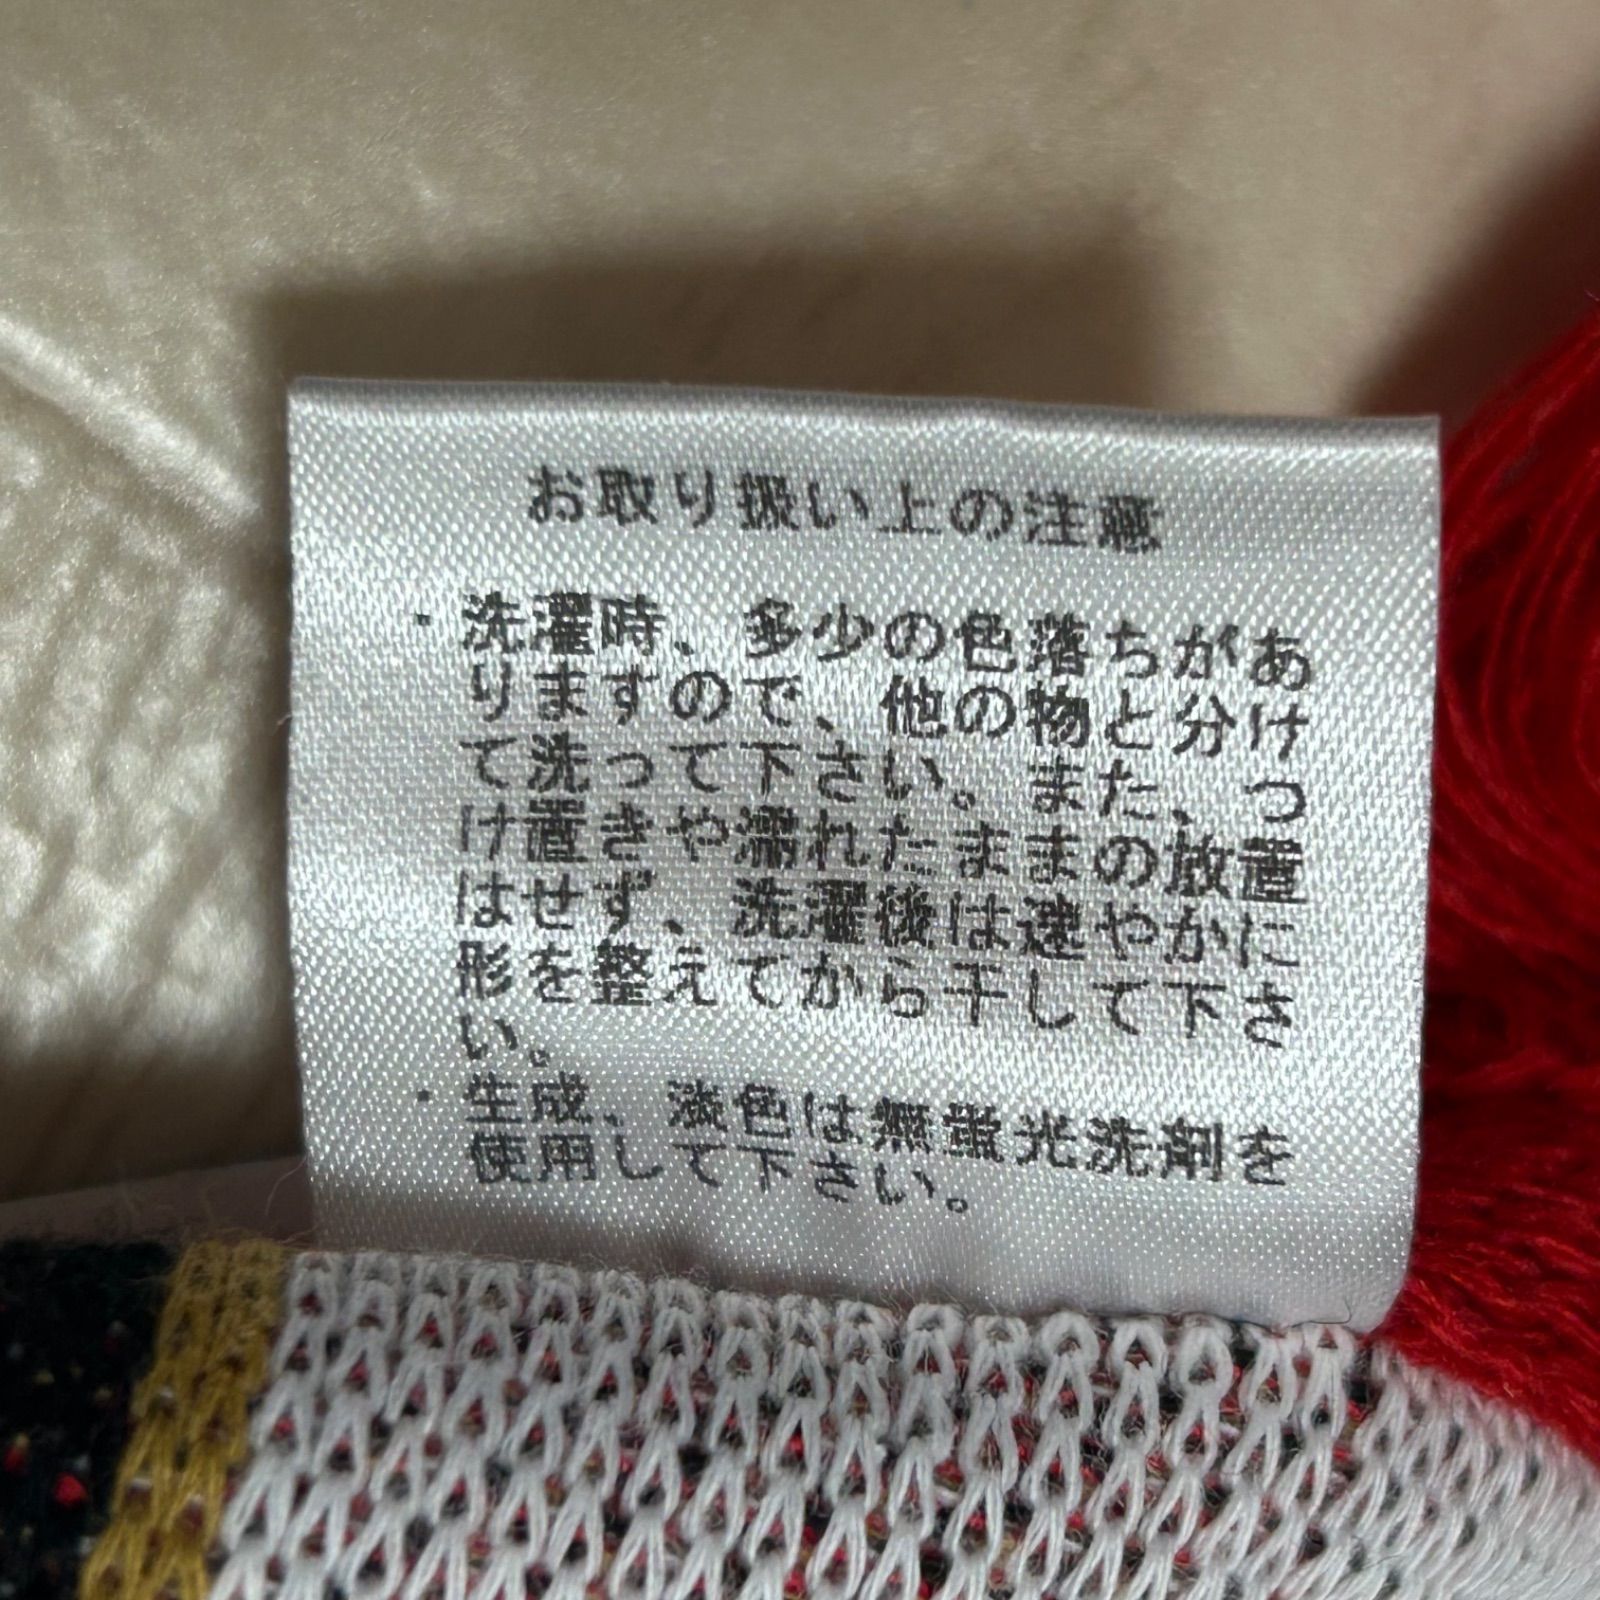 お取り扱い上の注意
・洗濯時、多少の色落ちがあ
りますので、他の物と分け
て洗って下さい。また、つ
け置きや濡れたままの放置
はせず、洗濯後は速やかに
形を整えてから干して下さ
い。
・生成、淡色は無蛍光洗剤を
使用して下さい。